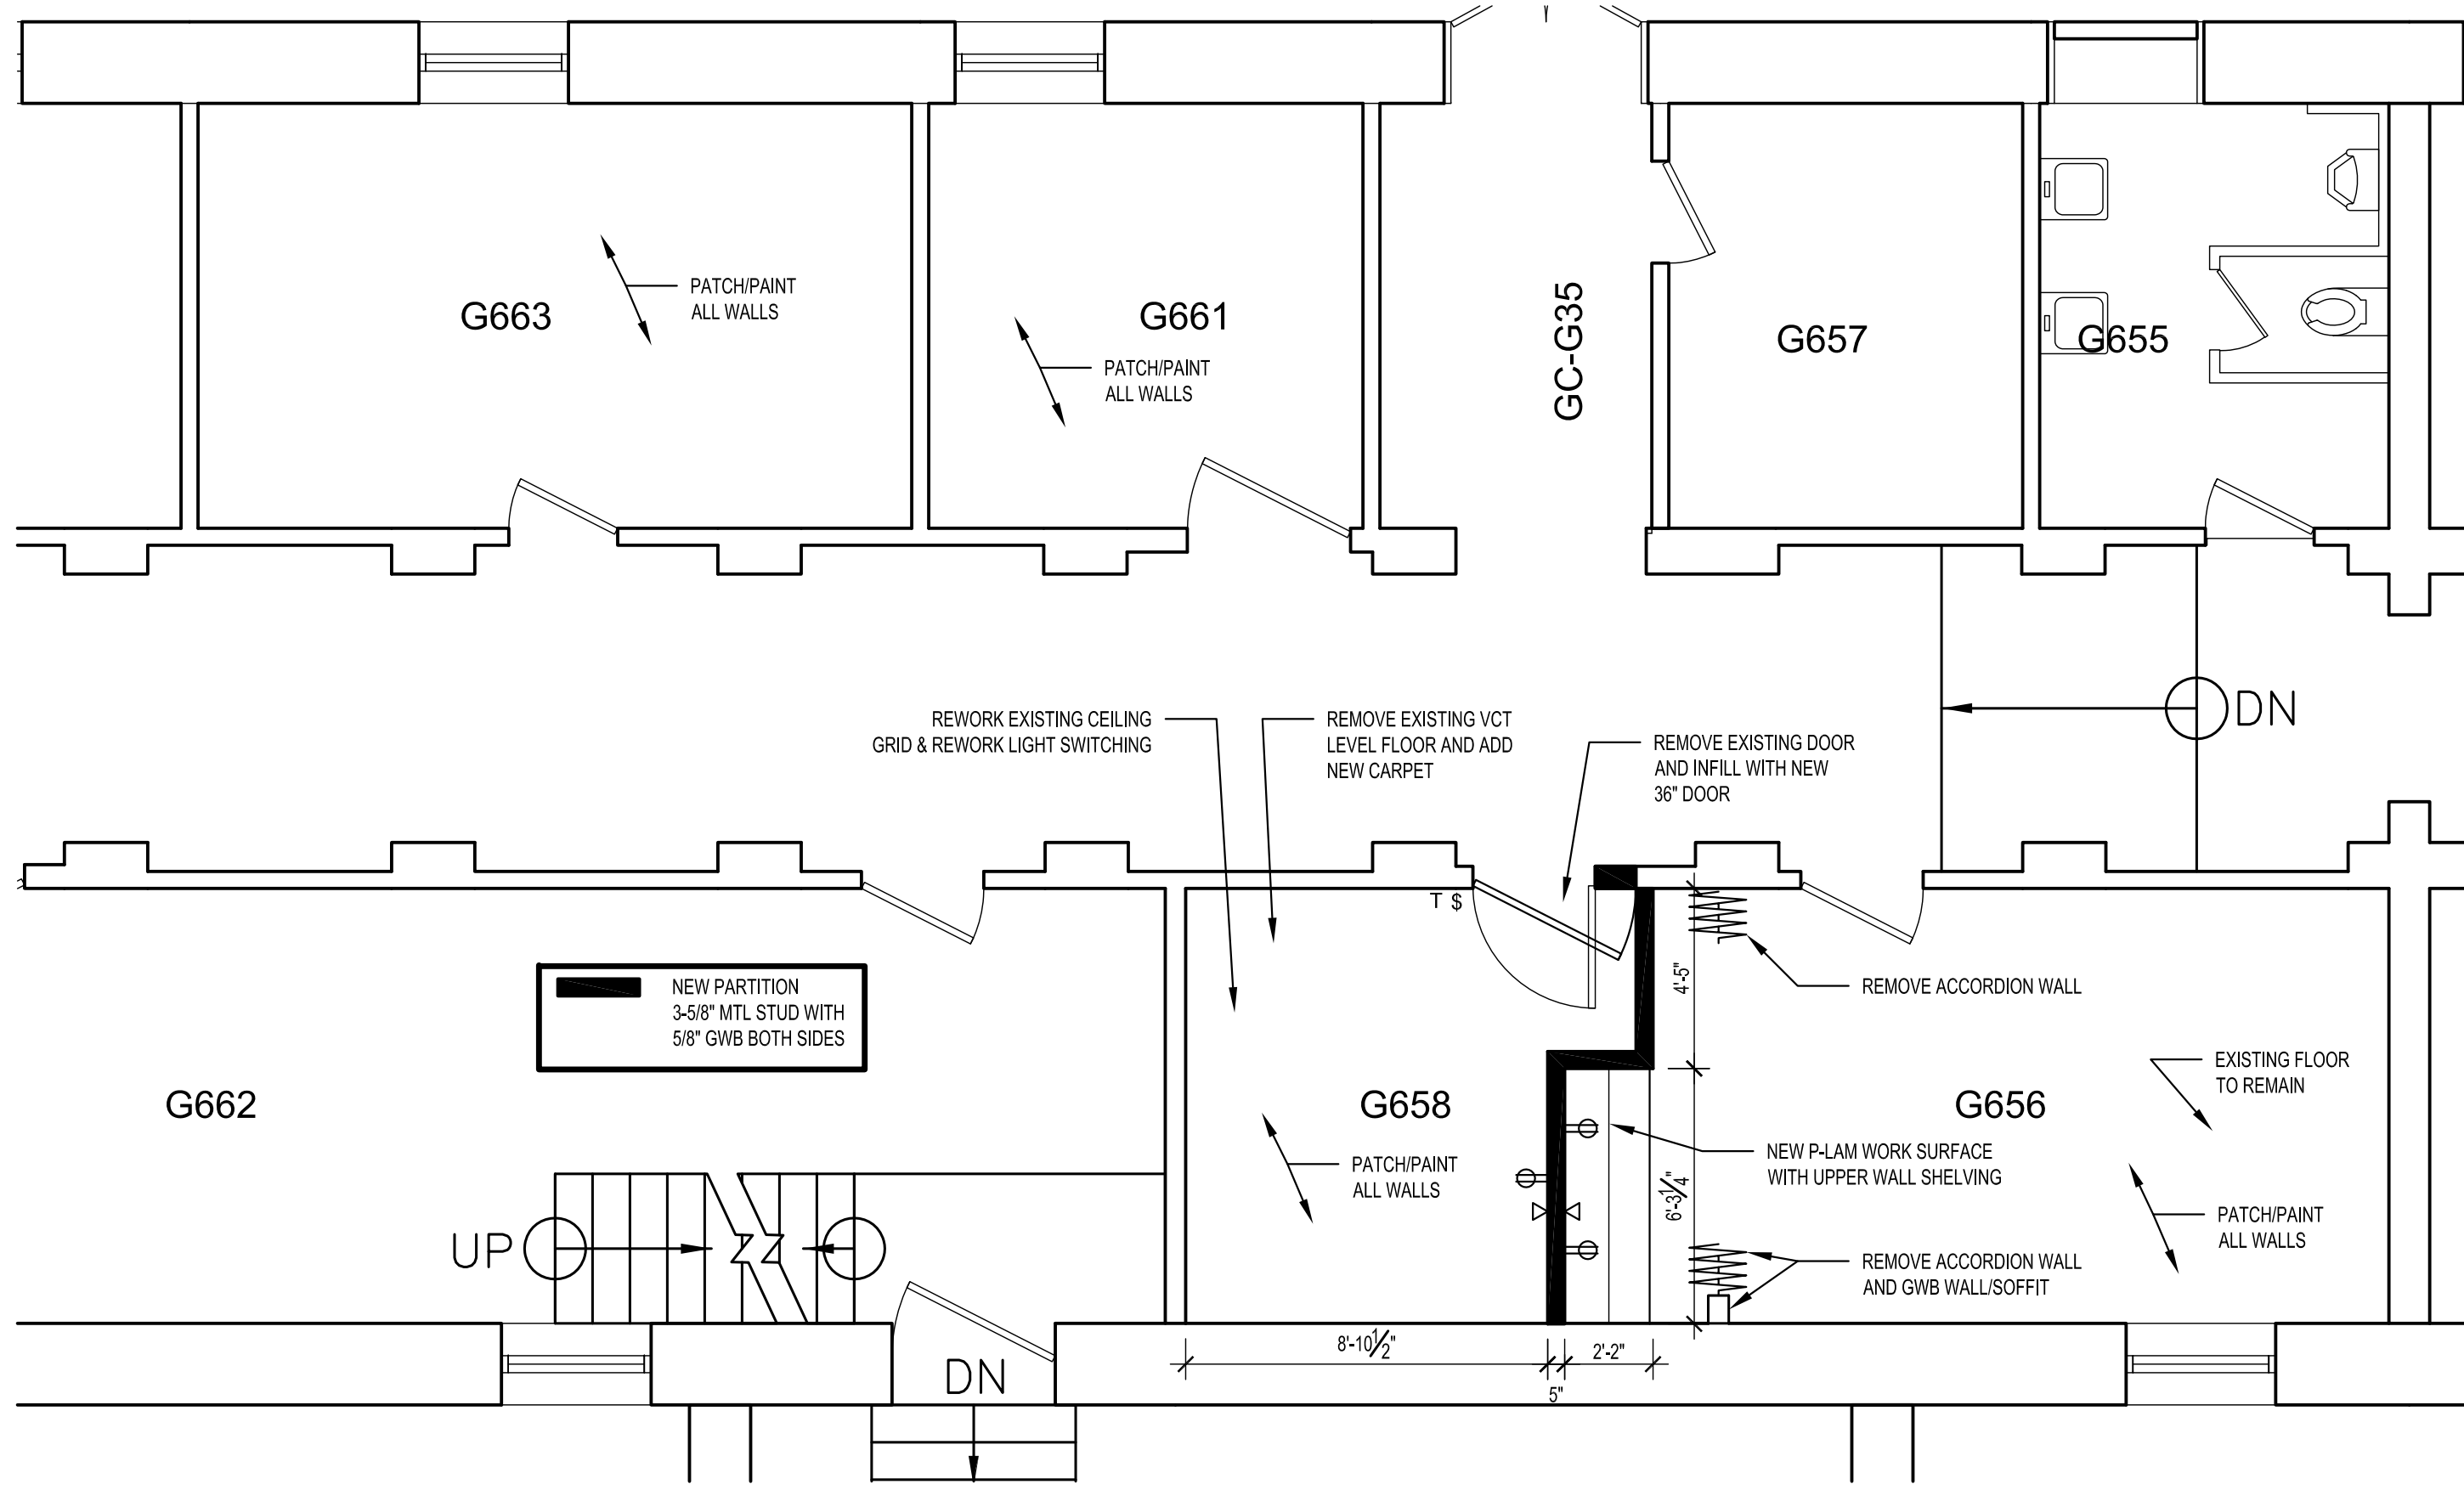 G663
PATCH/PAINT
ALL WALLS
G661
PATCH/PAINT
ALL WALLS
GC-G35
G657
G655
REWORK EXISTING CEILING
GRID & REWORK LIGHT SWITCHING
REMOVE EXISTING VCT
LEVEL FLOOR AND ADD
NEW CARPET
REMOVE EXISTING DOOR
AND INFILL WITH NEW
36" DOOR
DN
T $
NEW PARTITION
3-5/8" MTL STUD WITH
5/8" GWB BOTH SIDES
4'-5"
REMOVE ACCORDION WALL
G662
G658
G656
EXISTING FLOOR
TO REMAIN
PATCH/PAINT
ALL WALLS
NEW P-LAM WORK SURFACE
WITH UPPER WALL SHELVING
6'-3 1/4"
PATCH/PAINT
ALL WALLS
UP
REMOVE ACCORDION WALL
AND GWB WALL/SOFFIT
DN
8'-10 1/2"
2'-2"
5"